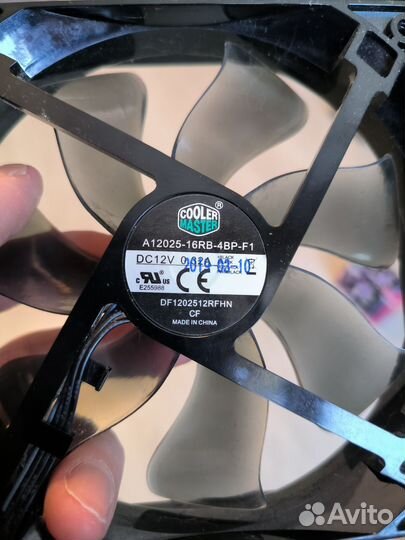 COOLER
MASTER ®
A12025-16RB-4BP-F1
DC12V
2019 03 10
c UL us CE
E255988
DF1202512RFHN
CF
MADE IN CHINA
Avito